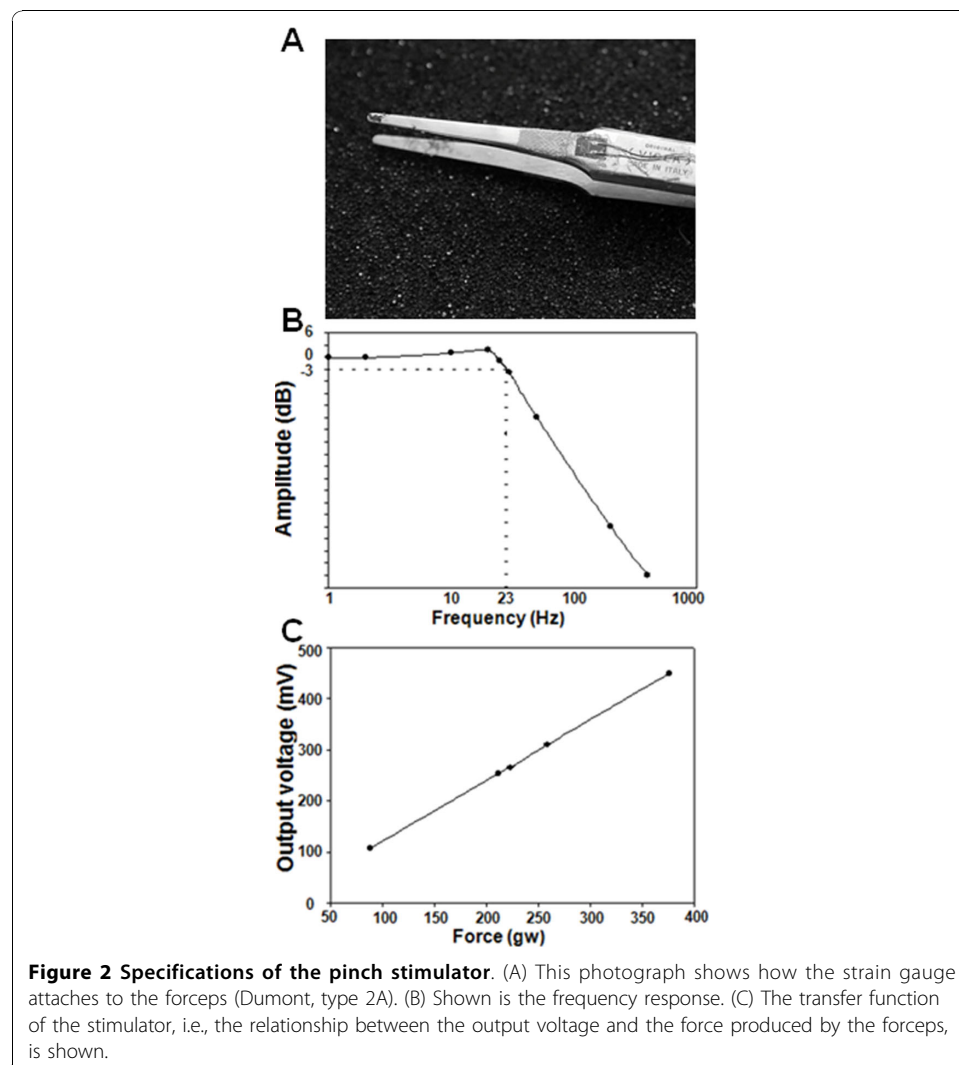 A
ORIGINAL
MADE IN ITALY
B
6
0
-3
Amplitude (dB)
1
10
23
100
1000
Frequency (Hz)
C
500
400
300
200
100
0
Output voltage (mV)
50
100
150
200
250
300
350
400
Force (gw)
Figure 2 Specifications of the pinch stimulator. (A) This photograph shows how the strain gauge
attaches to the forceps (Dumont, type 2A). (B) Shown is the frequency response. (C) The transfer function
of the stimulator, i.e., the relationship between the output voltage and the force produced by the forceps,
is shown.